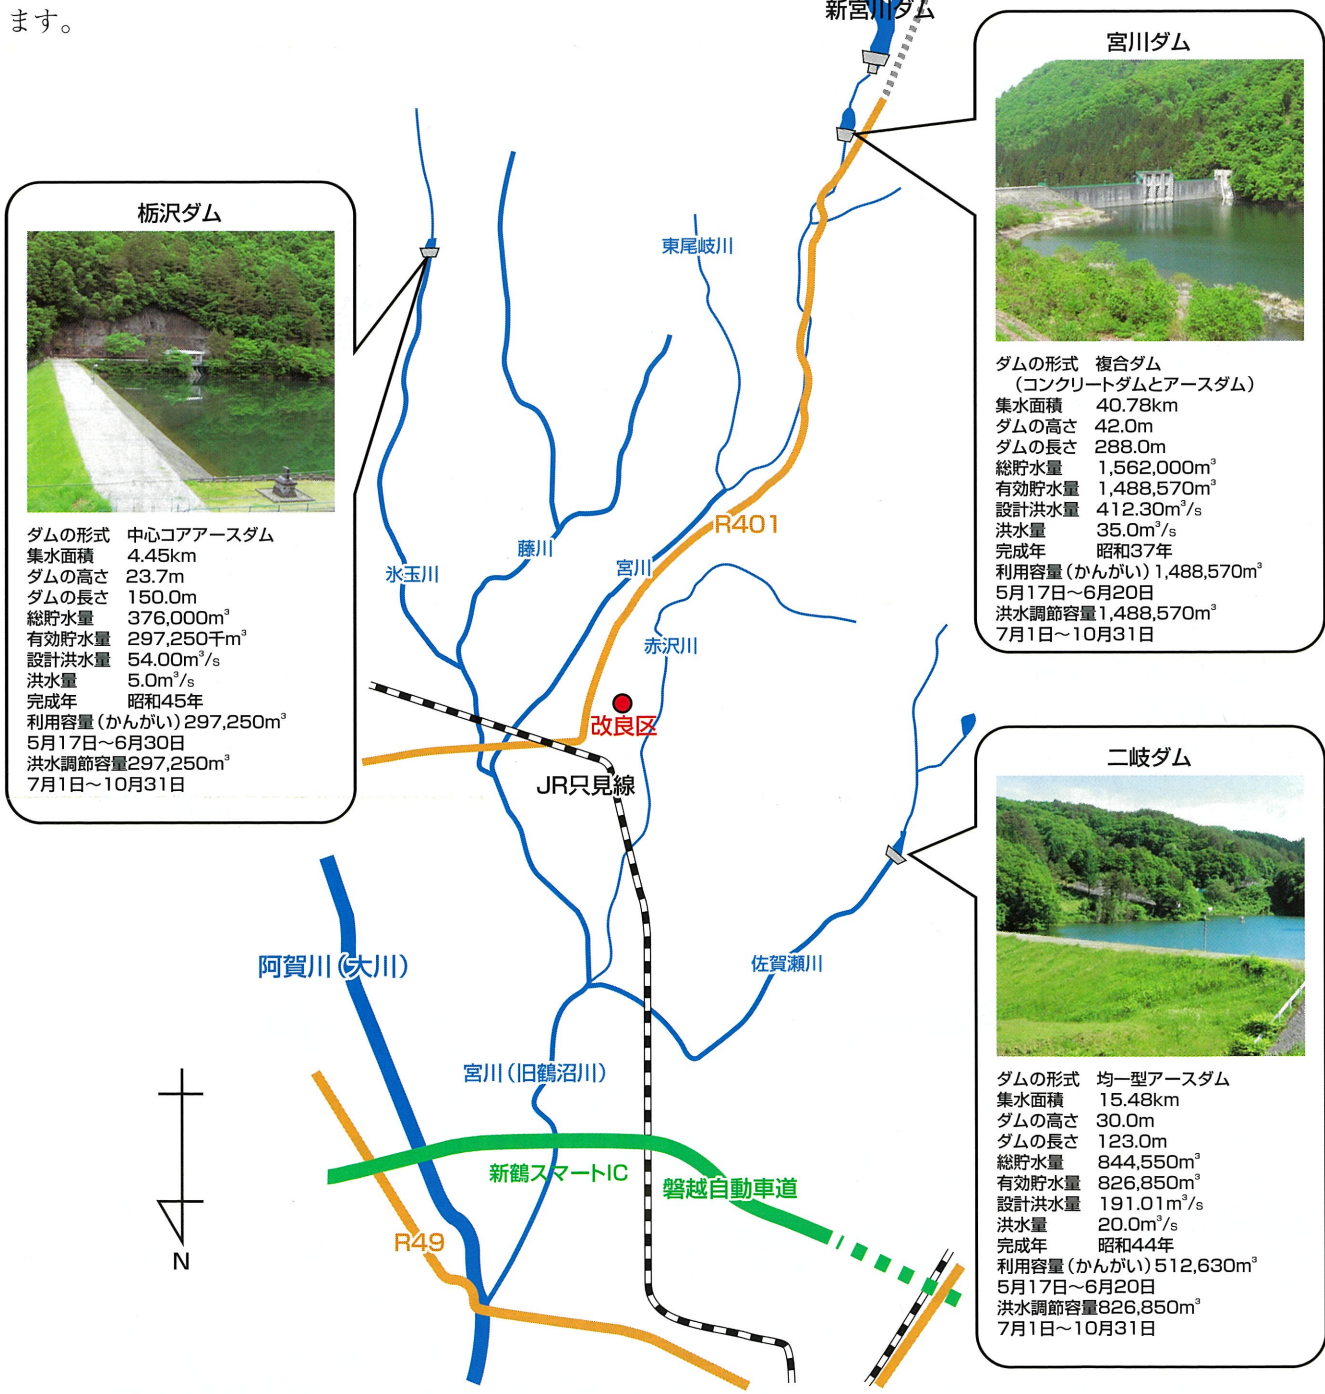 ます。
新宮川ダム
宮川ダム
ダムの形式 複合ダム
(コンクリートダムとアースダム)
集水面積 40.78km
ダムの高さ 42.0m
ダムの長さ 288.0m
総貯水量 1,562,000m³
有効貯水量 1,488,570m³
設計洪水量 412.30m³/s
洪水量 35.0m³/s
完成年 昭和37年
利用容量(かんがい)1,488,570m³
5月17日～6月20日
洪水調節容量1,488,570m³
7月1日～10月31日
栃沢ダム
ダムの形式 中心コアアースダム
集水面積 4.45km
ダムの高さ 23.7m
ダムの長さ 150.0m
総貯水量 376,000m³
有効貯水量 297,250千m³
設計洪水量 54.00m³/s
洪水量 5.0m³/s
完成年 昭和45年
利用容量(かんがい)297,250m³
5月17日～6月30日
洪水調節容量297,250m³
7月1日～10月31日
東尾岐川
R401
藤川
宮川
氷玉川
赤沢川
改良区
JR只見線
二岐ダム
ダムの形式 均一型アースダム
集水面積 15.48km
ダムの高さ 30.0m
ダムの長さ 123.0m
総貯水量 844,550m³
有効貯水量 826,850m³
設計洪水量 191.01m³/s
洪水量 20.0m³/s
完成年 昭和44年
利用容量(かんがい)512,630m³
5月17日～6月20日
洪水調節容量826,850m³
7月1日～10月31日
阿賀川(大川)
佐賀瀬川
宮川(旧鶴沼川)
新鶴スマートIC
磐越自動車道
R49
N